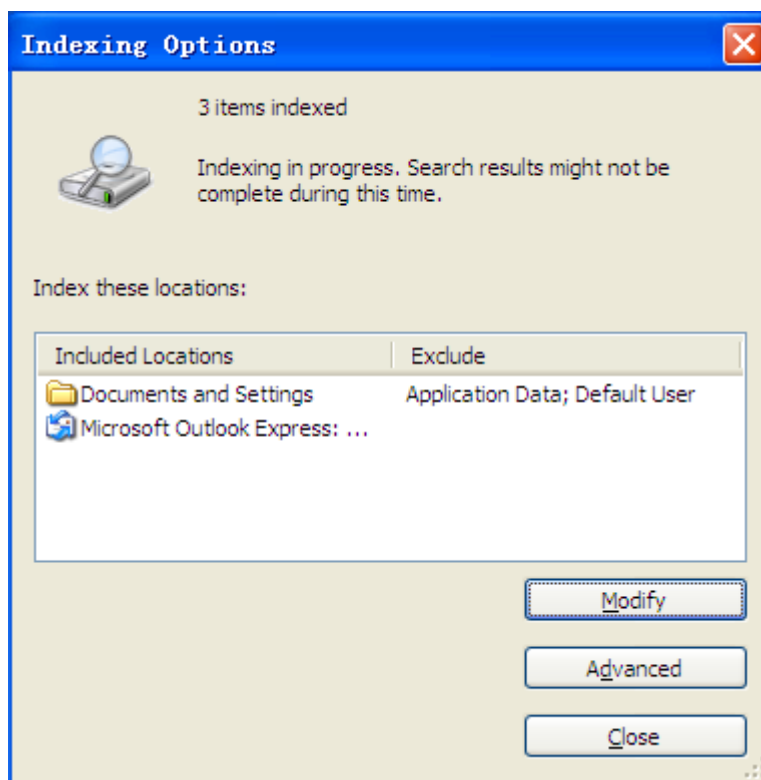 Indexing Options
3 items indexed
Indexing in progress. Search results might not be
complete during this time.
Index these locations:
Included Locations Exclude
Documents and Settings Application Data; Default User
Microsoft Outlook Express: ...
Modify
Advanced
Close